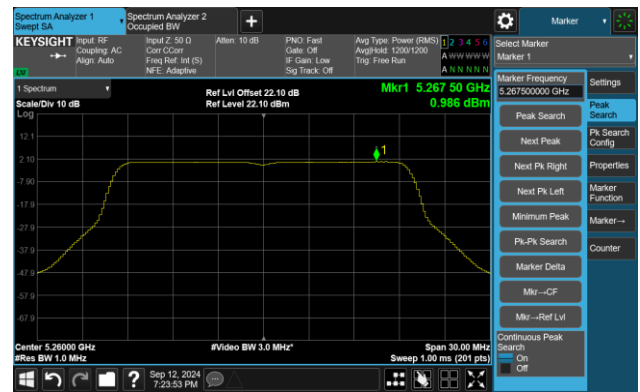 Spectrum Analyzer 1
Swept SA
Spectrum Analyzer 2
Occupied BW
Marker
KEYSIGHT
Input: RF
Coupling: AC
Align: Auto
Input Z: 50 Ω
Corr CCorr
Freq Ref: Int (S)
NFE: Adaptive
Atten: 10 dB
PNO: Fast
Gate: Off
IF Gain: Low
Sig Track: Off
Avg Type: Power (RMS)
Avg|Hold: 1200/1200
Trig: Free Run
1 2 3 4 5 6
A W W W W W
A N N N N N
Select Marker
Marker 1
1 Spectrum
Scale/Div 10 dB
Log
Ref Lvl Offset 22.10 dB
Ref Level 22.10 dBm
Mkr1 5.267 50 GHz
0.986 dBm
12.1
2.10
-7.90
-17.9
-27.9
-37.9
-47.9
-57.9
-67.9
1
Center 5.26000 GHz
#Res BW 1.0 MHz
#Video BW 3.0 MHz*
Span 30.00 MHz
Sweep 1.00 ms (201 pts)
Marker Frequency
5.267500000 GHz
Peak Search
Next Peak
Next Pk Right
Next Pk Left
Minimum Peak
Pk-Pk Search
Marker Delta
Mkr→CF
Mkr→Ref Lvl
Continuous Peak
Search
On
Off
Settings
Peak
Search
Pk Search
Config
Properties
Marker
Function
Marker→
Counter
Sep 12, 2024
7:23:53 PM